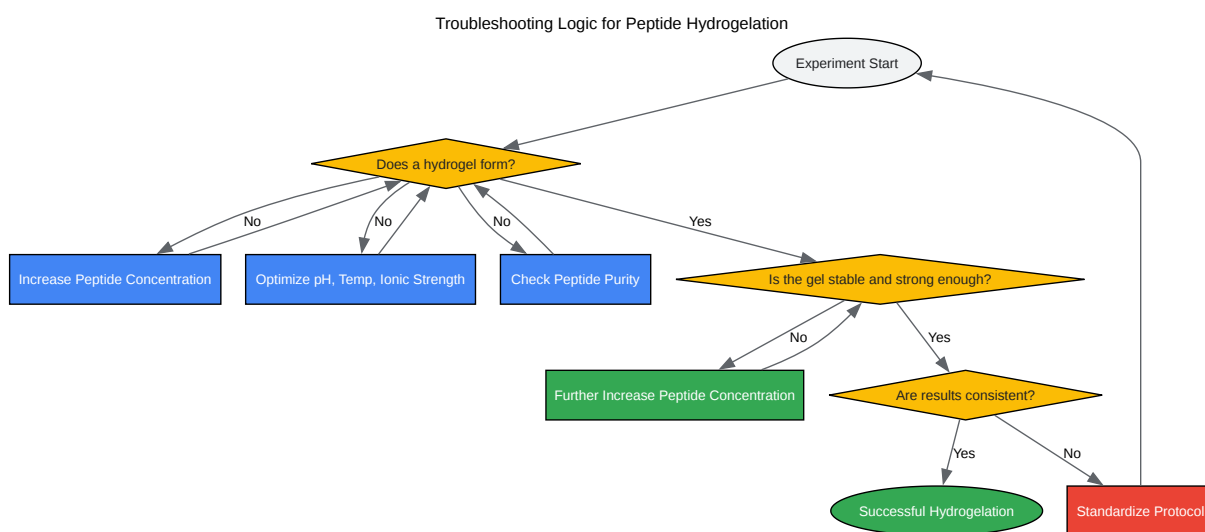 Troubleshooting Logic for Peptide Hydrogelation
Experiment Start
Does a hydrogel form?
No
No
No
Yes
Increase Peptide Concentration
Optimize pH, Temp, Ionic Strength
Check Peptide Purity
Is the gel stable and strong enough?
No
Yes
Further Increase Peptide Concentration
Are results consistent?
Yes
No
Successful Hydrogelation
Standardize Protocol